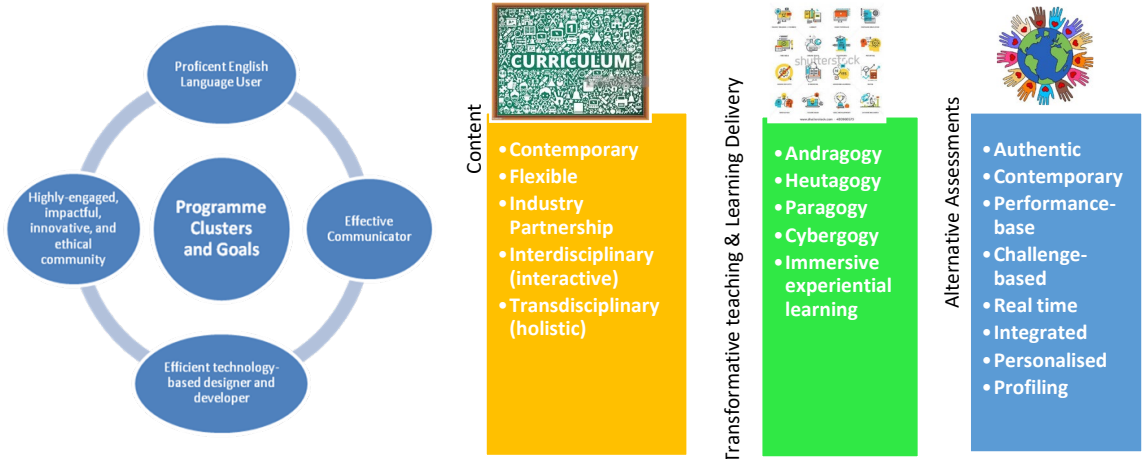 Proficent English
Language User
Highly-engaged,
impactful,
innovative, and
ethical
community
Programme
Clusters
and Goals
Effective
Communicator
Efficient technology-
based designer and
developer
Content
CURRICULUM
• Contemporary
• Flexible
• Industry
Partnership
• Interdisciplinary
(interactive)
• Transdisciplinary
(holistic)
Transformative teaching & Learning Delivery
shutterstock
• Andragogy
• Heutagogy
• Paragogy
• Cybergogy
• Immersive
experiential
learning
Alternative Assessments
• Authentic
• Contemporary
• Performance-
base
• Challenge-
based
• Real time
• Integrated
• Personalised
• Profiling